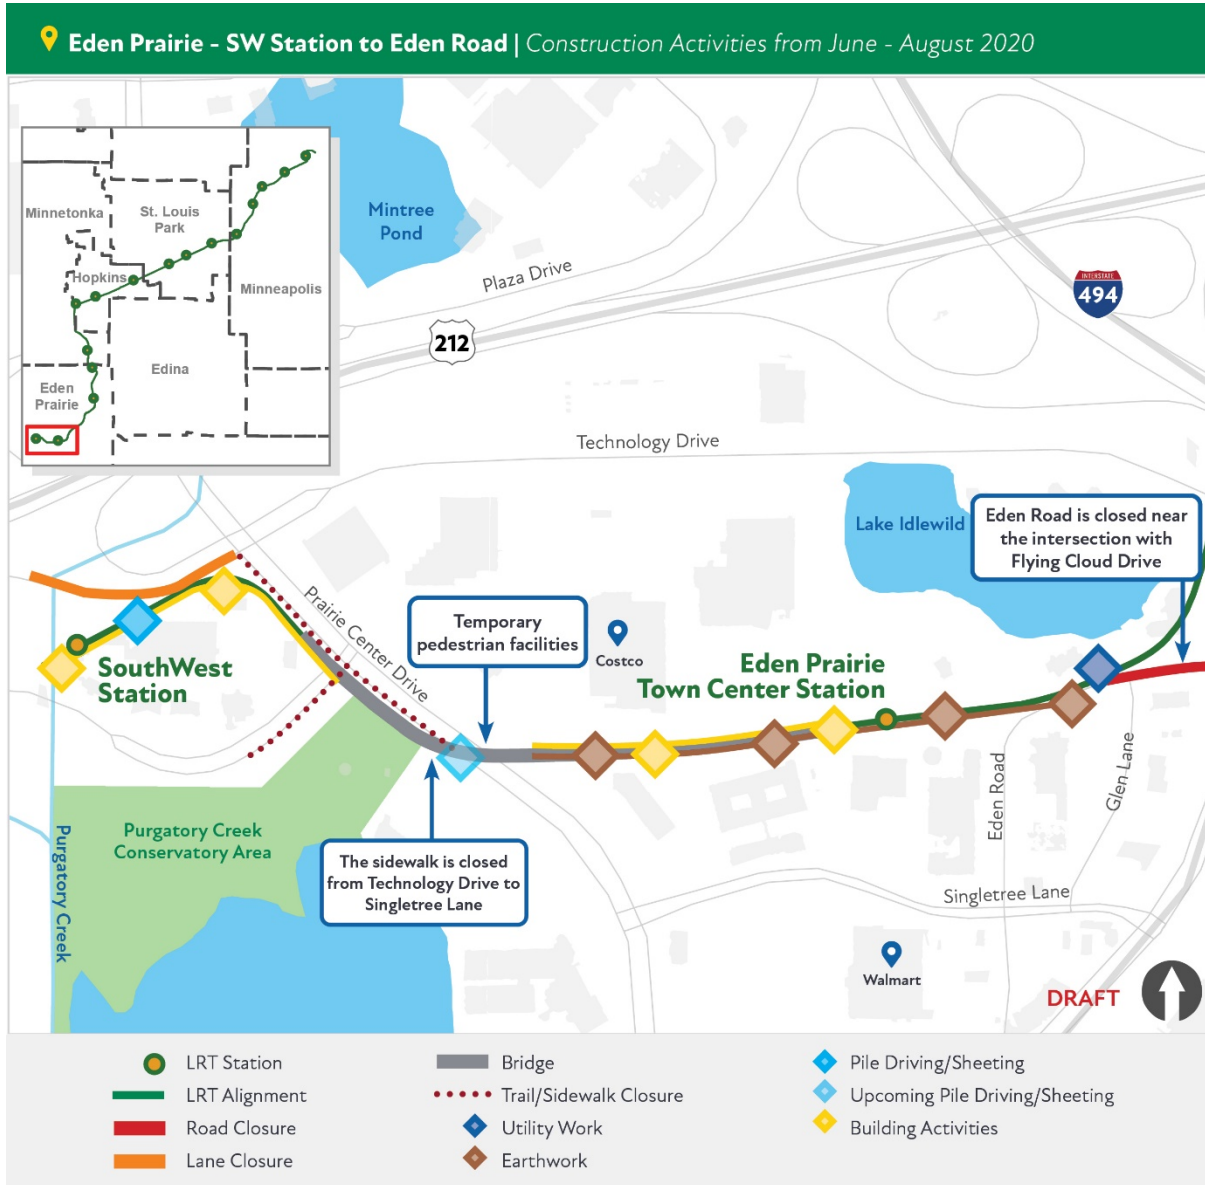 Eden Prairie - SW Station to Eden Road | Construction Activities from June - August 2020
Minnetonka
St. Louis
Park
Hopkins
Minneapolis
Edina
Eden
Prairie
Mintree
Pond
Plaza Drive
212
INTERSTATE
494
Technology Drive
Lake Idlewild
Eden Road is closed near
the intersection with
Flying Cloud Drive
Prairie Center Drive
Temporary
pedestrian facilities
Costco
SouthWest
Station
Eden Prairie
Town Center Station
Eden Road
Glen Lane
Purgatory Creek
Purgatory Creek
Conservatory Area
The sidewalk is closed
from Technology Drive to
Singletree Lane
Singletree Lane
Walmart
DRAFT
LRT Station
LRT Alignment
Road Closure
Lane Closure
Bridge
Trail/Sidewalk Closure
Utility Work
Earthwork
Pile Driving/Sheeting
Upcoming Pile Driving/Sheeting
Building Activities